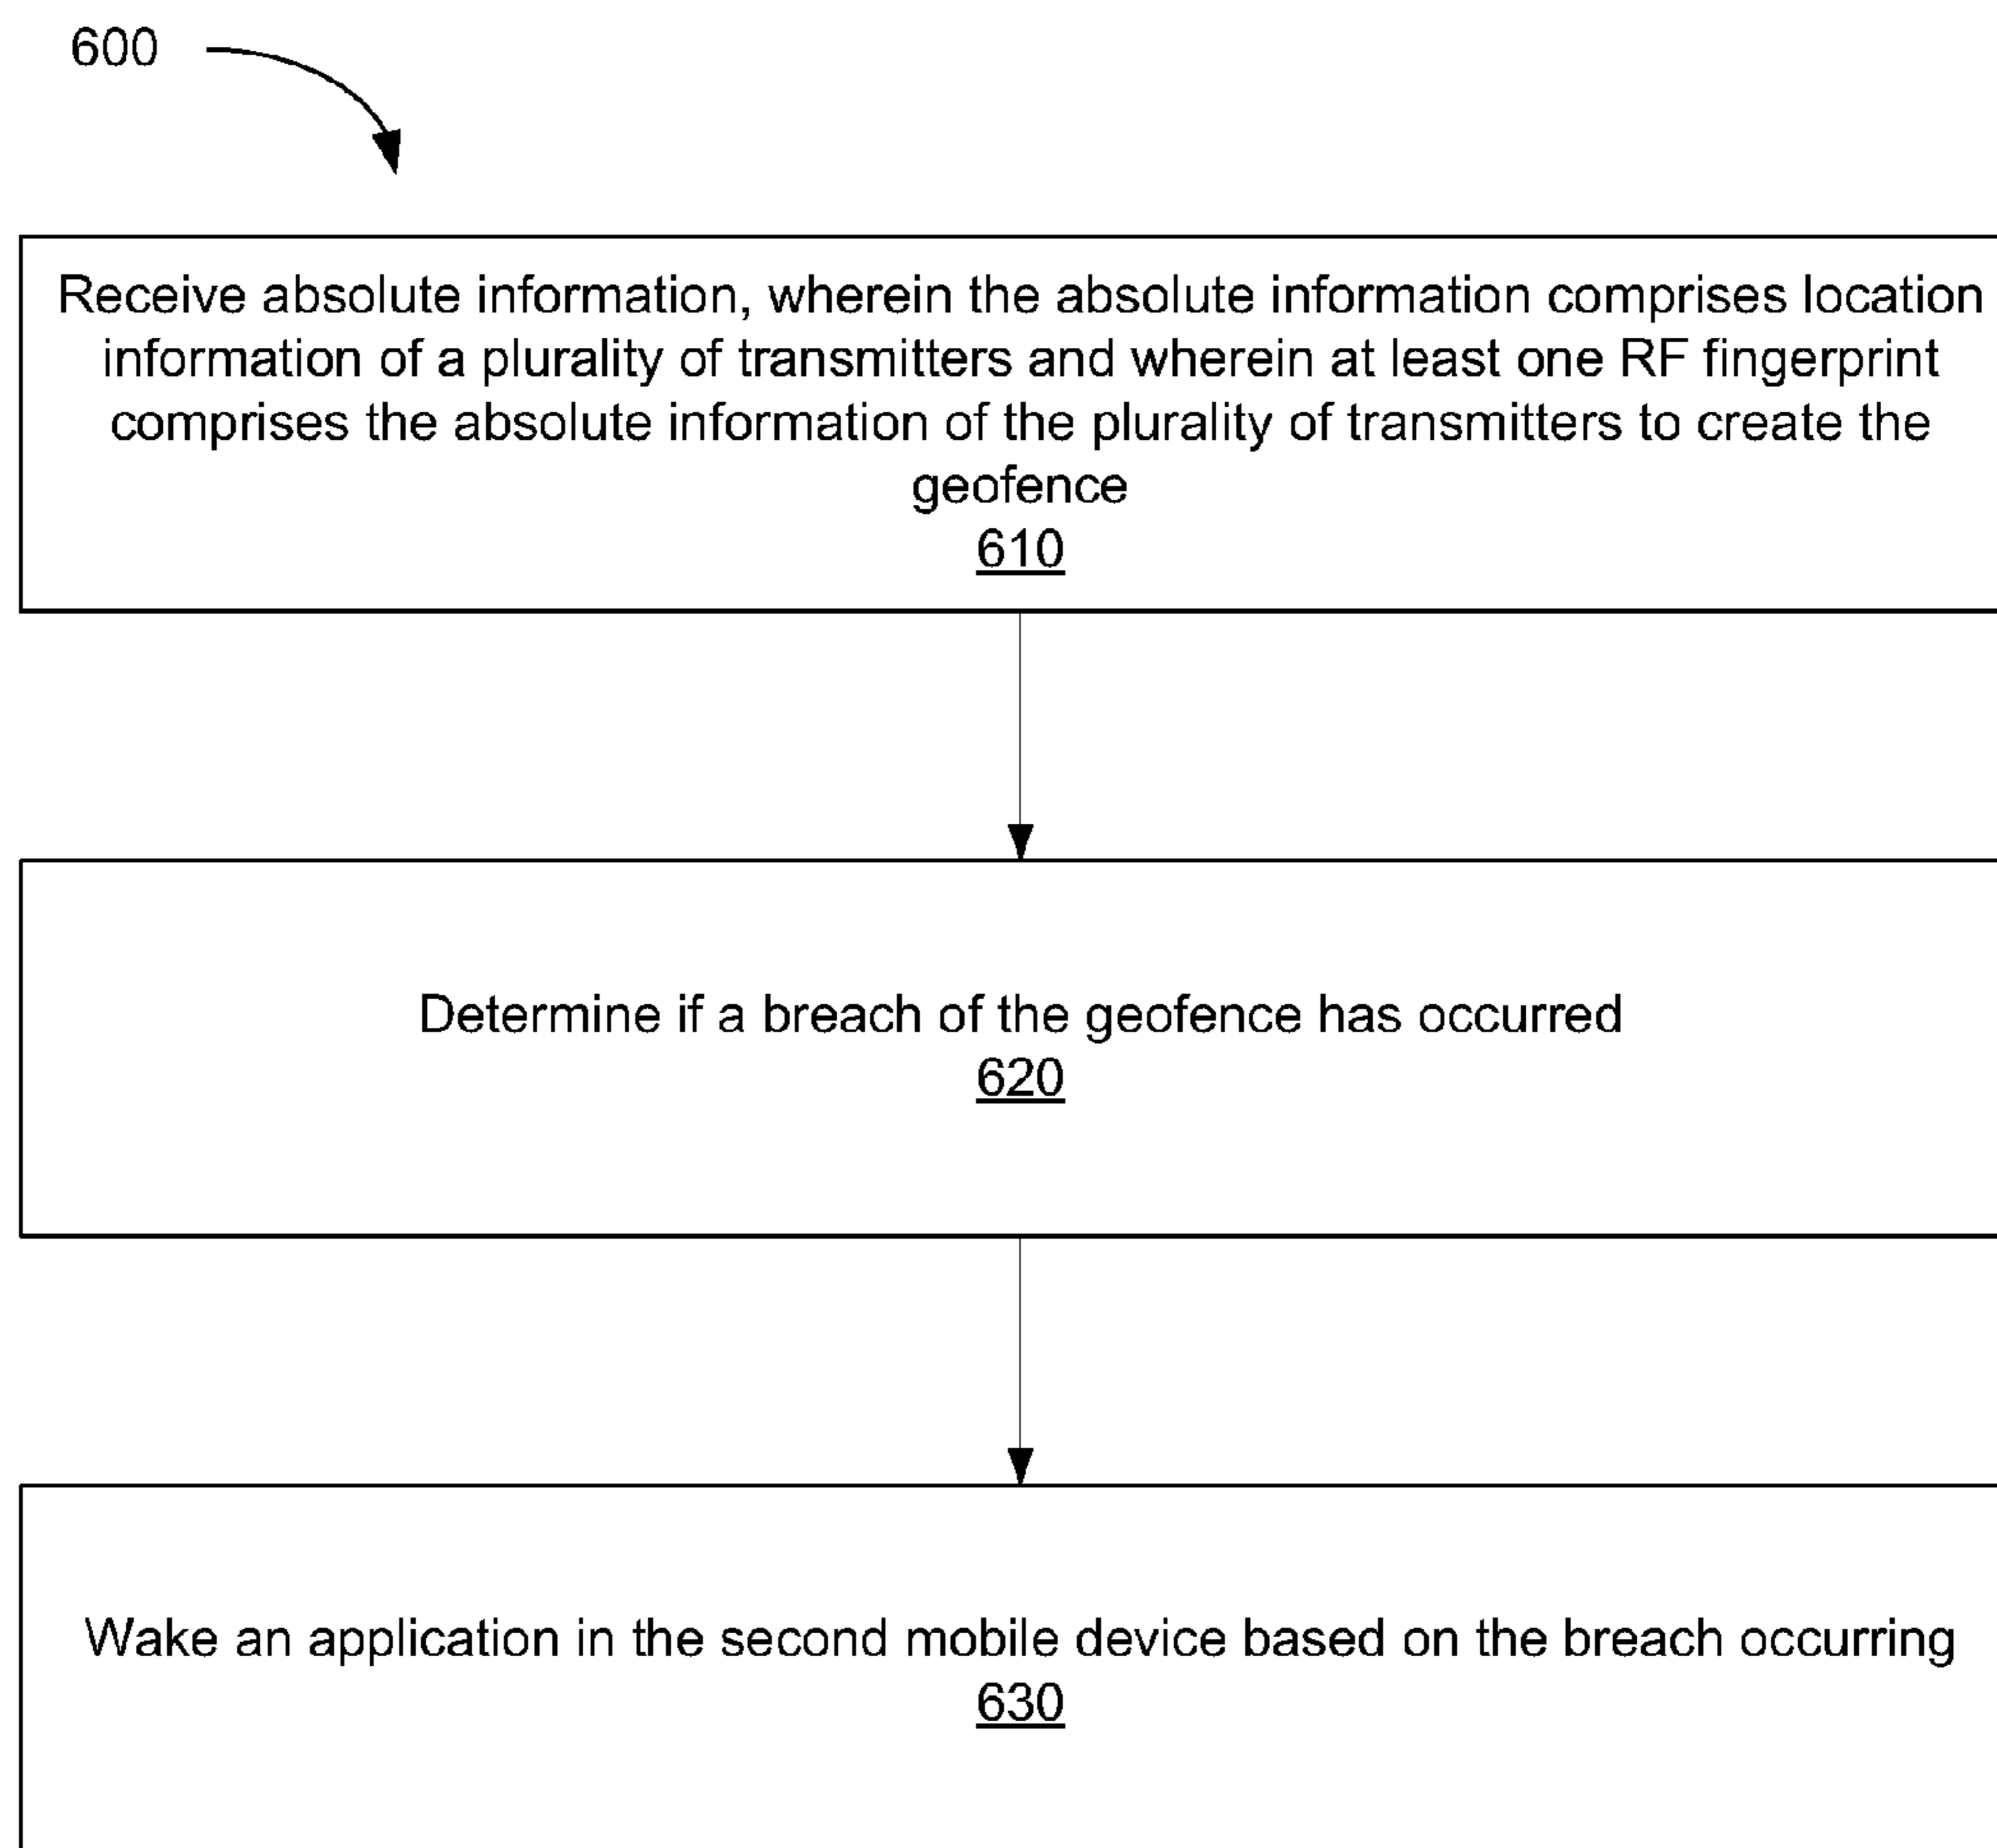 600
Receive absolute information, wherein the absolute information comprises location
information of a plurality of transmitters and wherein at least one RF fingerprint
comprises the absolute information of the plurality of transmitters to create the
geofence
610
Determine if a breach of the geofence has occurred
620
Wake an application in the second mobile device based on the breach occurring
630